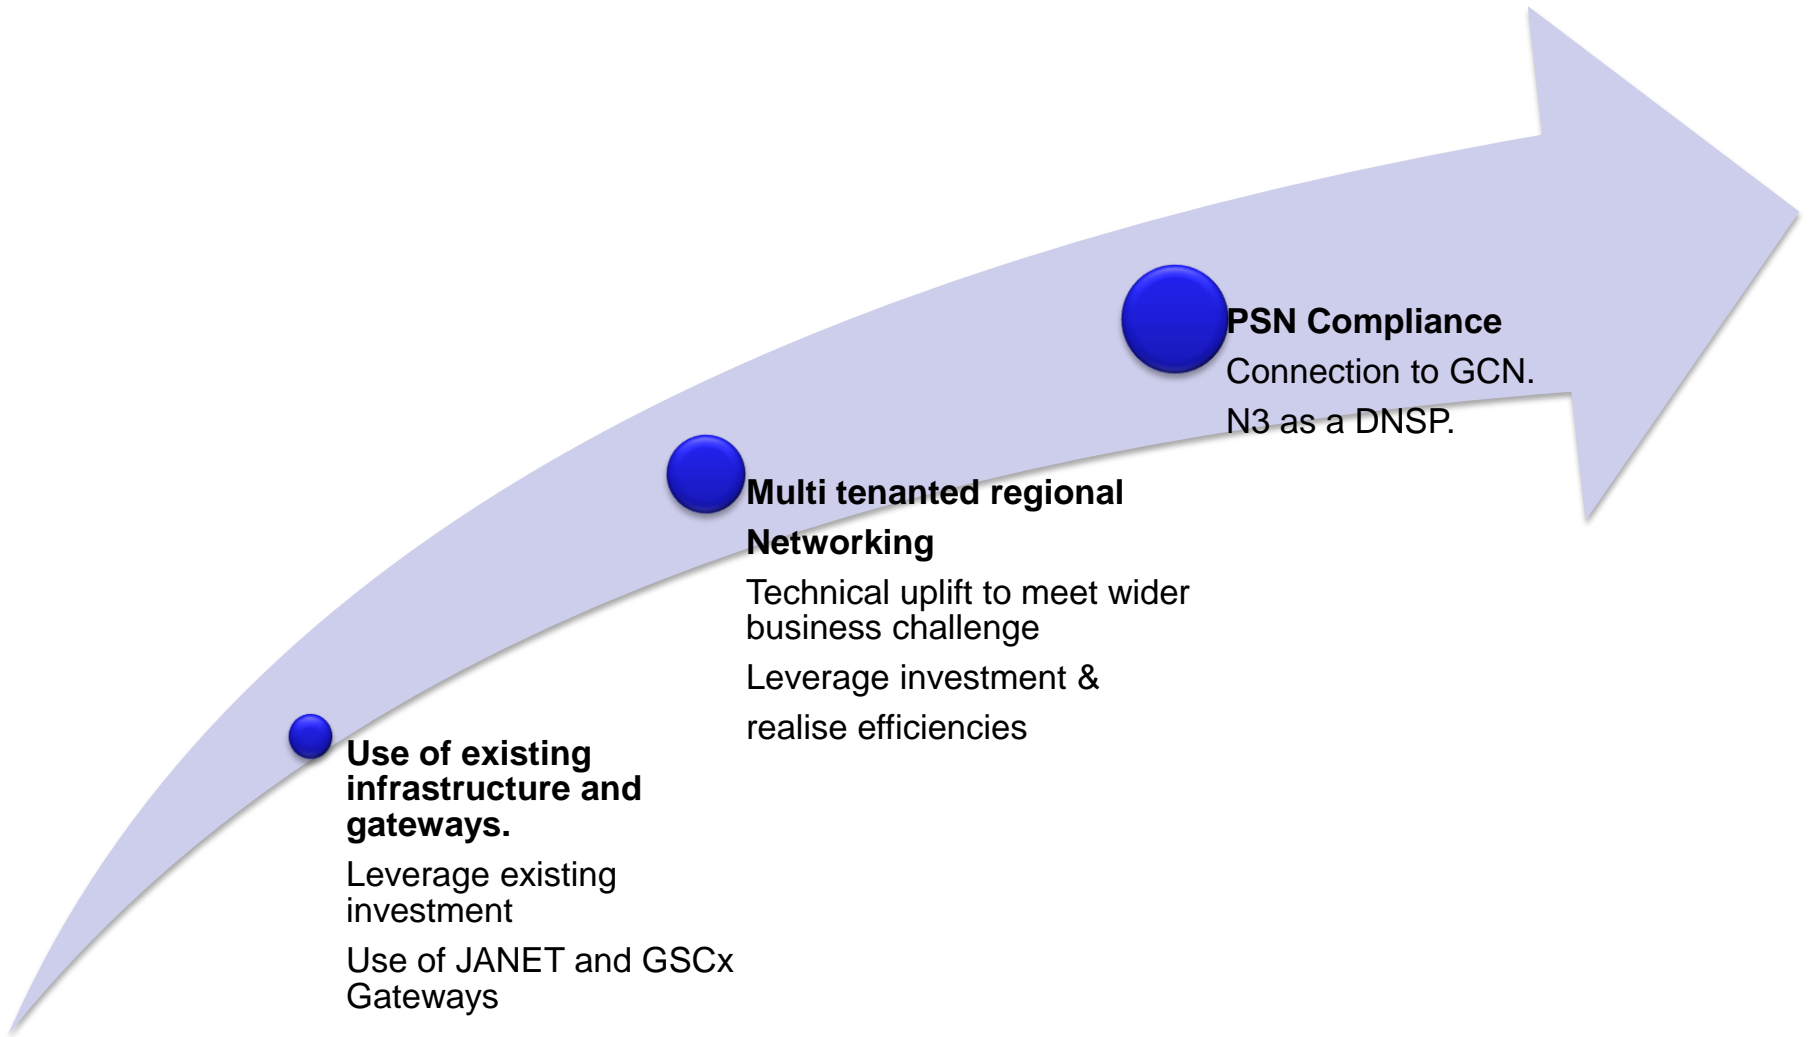 PSN Compliance
Connection to GCN.
N3 as a DNSP.
Multi tenanted regional
Networking
Technical uplift to meet wider
business challenge
Leverage investment &
realise efficiencies
Use of existing
infrastructure and
gateways.
Leverage existing
investment
Use of JANET and GSCx
Gateways